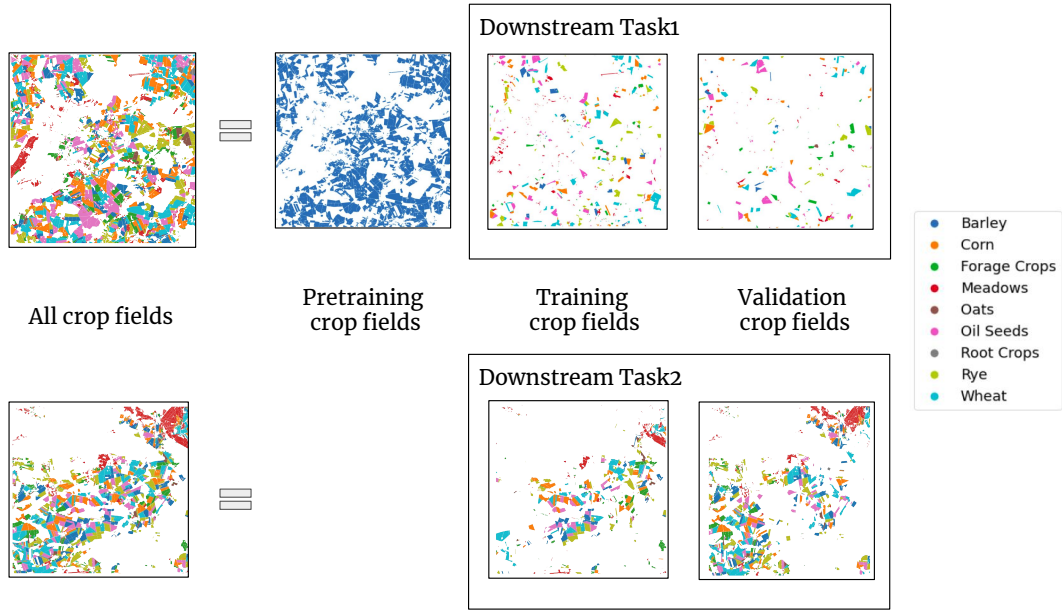 Downstream Task1
All crop fields
Pretraining
crop fields
Training
crop fields
Validation
crop fields
Downstream Task2
Barley
Corn
Forage Crops
Meadows
Oats
Oil Seeds
Root Crops
Rye
Wheat